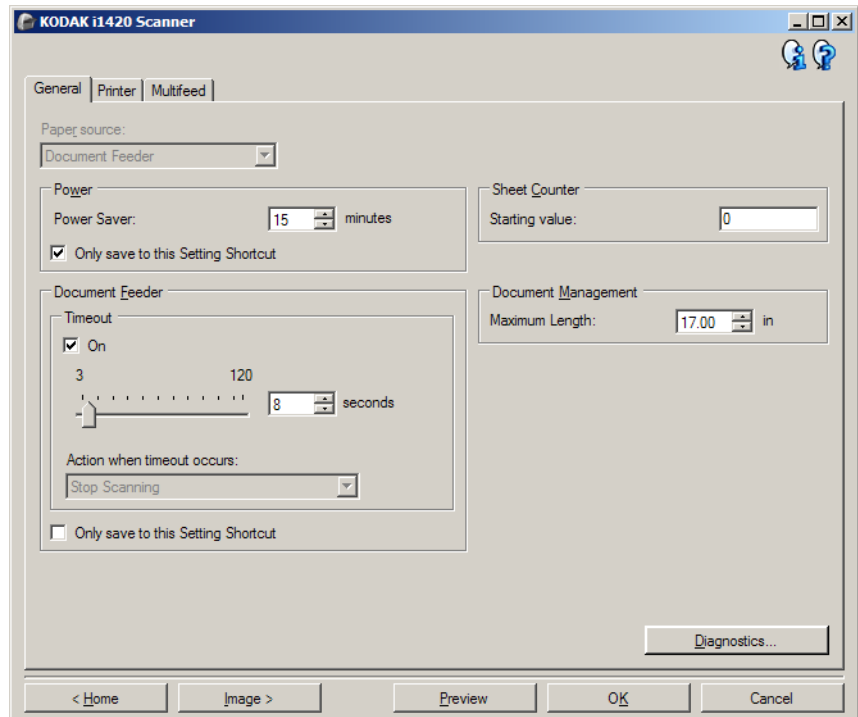 KODAK i1420 Scanner
General Printer Multifeed
Paper source:
Document Feeder
Power
Power Saver: 15 minutes
Only save to this Setting Shortcut
Sheet Counter
Starting value: 0
Document Feeder
Timeout
On
3 120
8 seconds
Action when timeout occurs:
Stop Scanning
Only save to this Setting Shortcut
Document Management
Maximum Length: 17.00 in
Diagnostics...
< Home Image > Preview OK Cancel